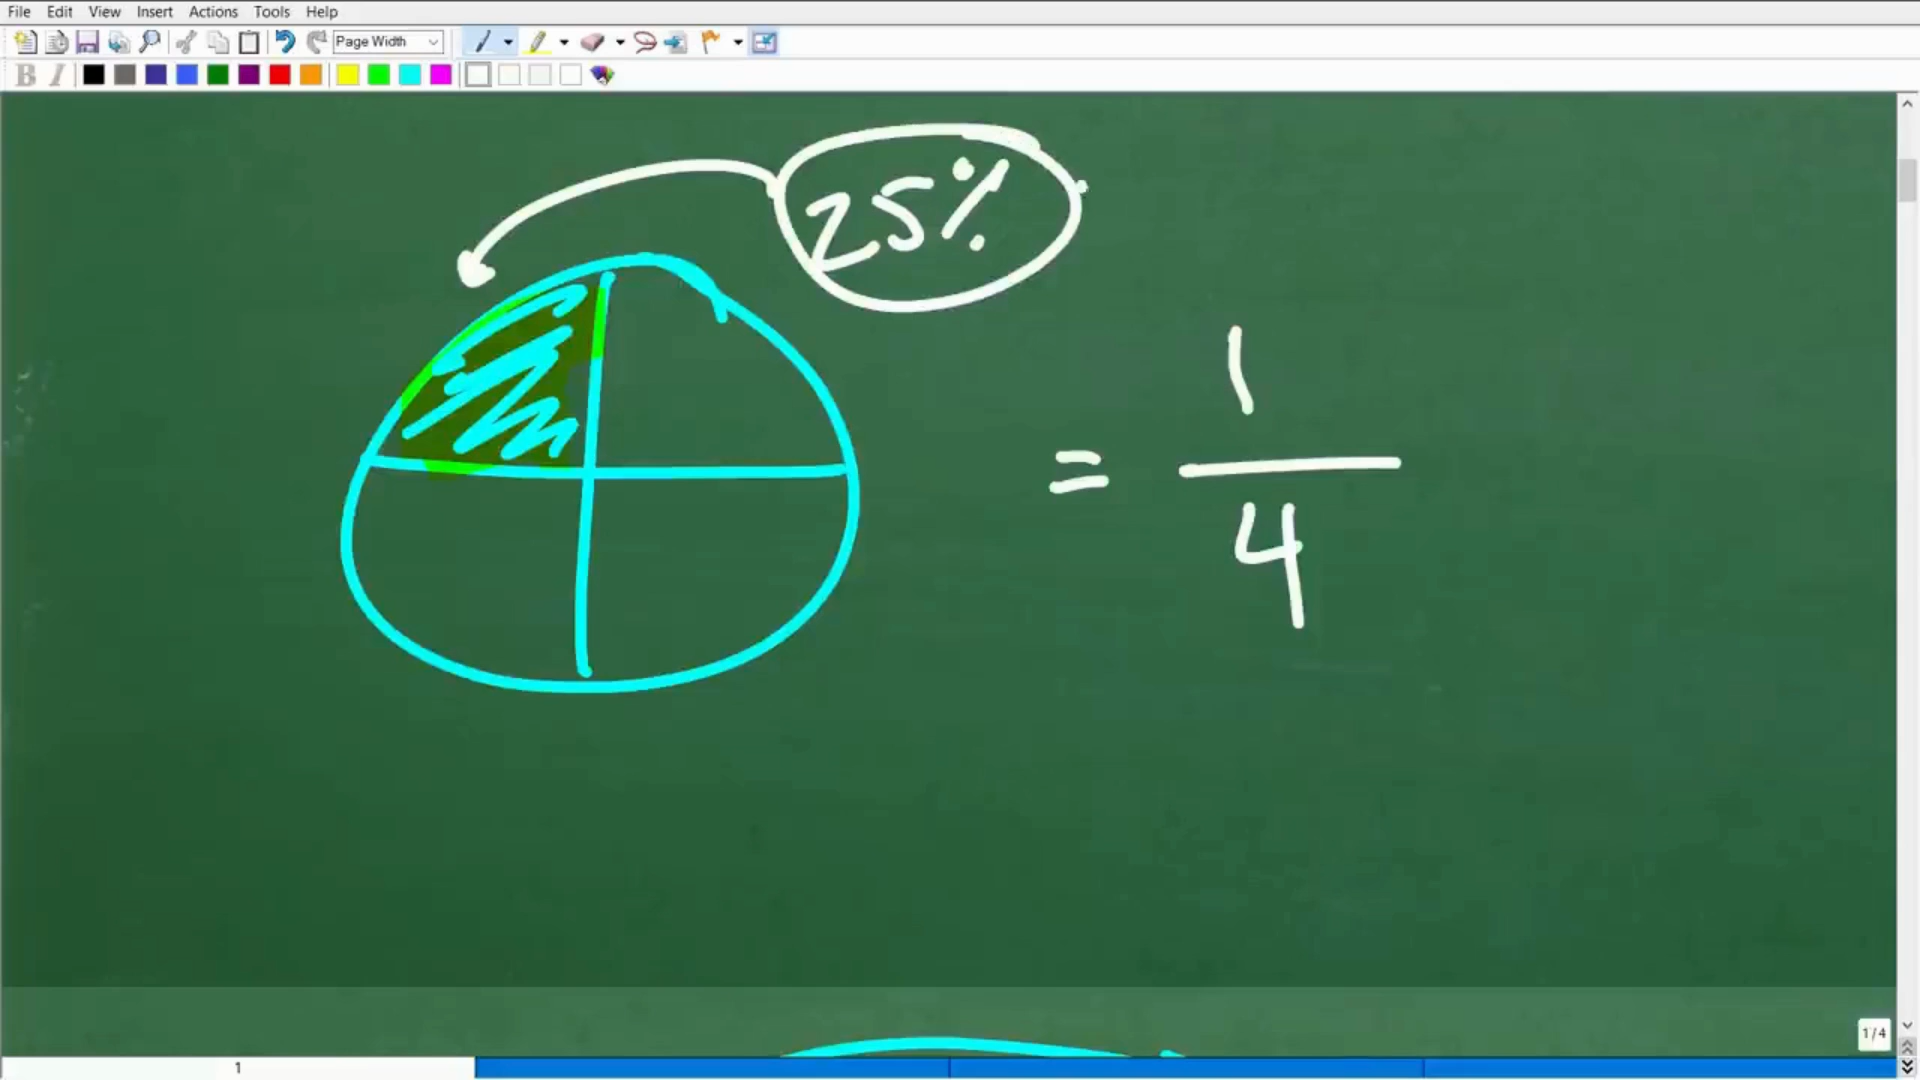 File Edit View Insert Actions Tools Help
Page Width
B I
25%
= 1/4
1/4
1